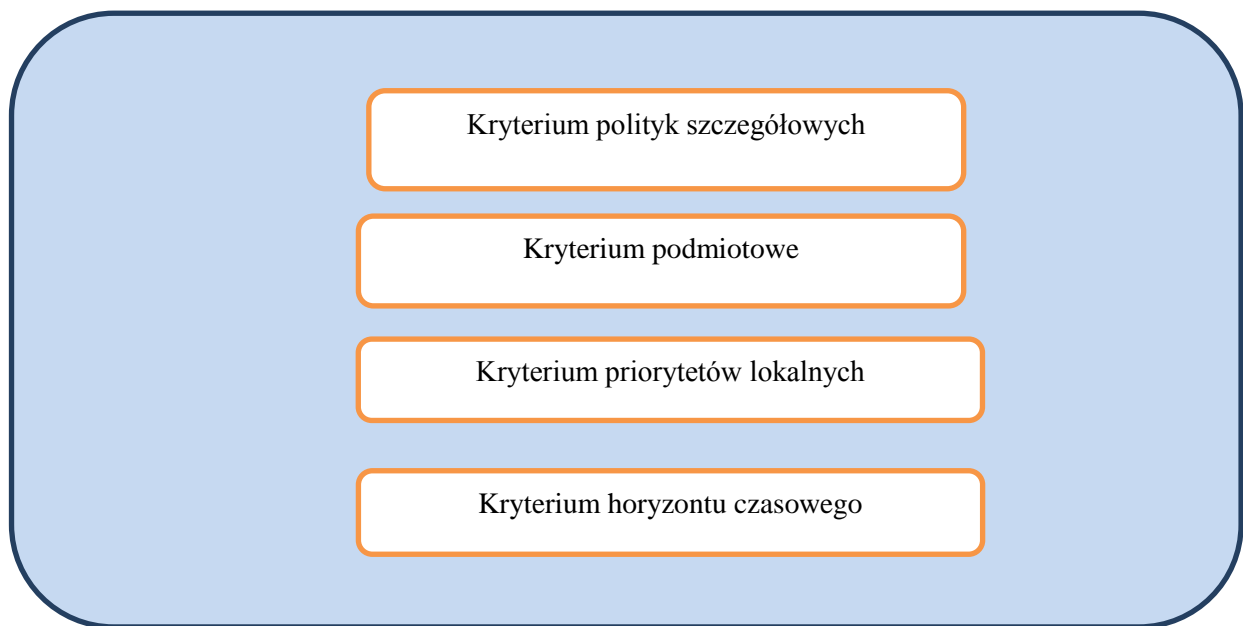 Kryterium polityk szczegółowych
Kryterium podmiotowe
Kryterium priorytetów lokalnych
Kryterium horyzontu czasowego